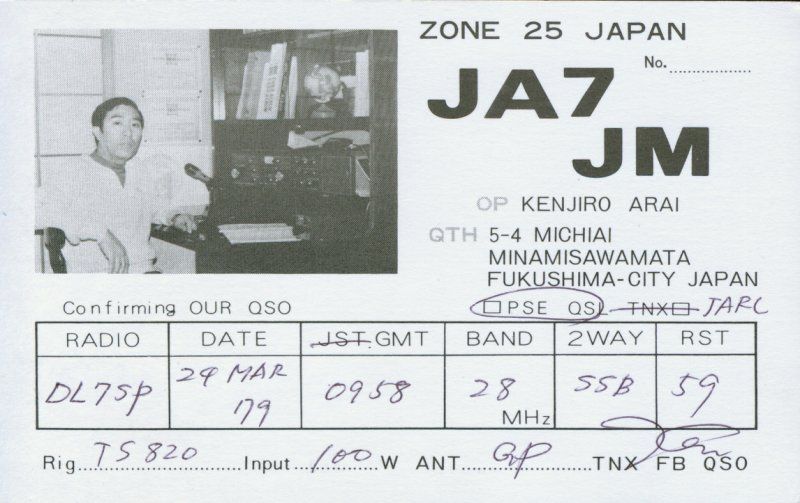 ZONE 25 JAPAN
No.
JA7
JM
OP KENJIRO ARAI
QTH 5-4 MICHIAI
MINAMISAWAMATA
FUKUSHIMA-CITY JAPAN
Confirming OUR QSO
PSE QSL TNX JARL
RADIO DATE JST GMT BAND 2WAY RST
DL7SP 24 MAR '79 0958 28 MHz SSB 59
Rig TS 820 Input 100 W ANT GP TNX FB QSO
Ken